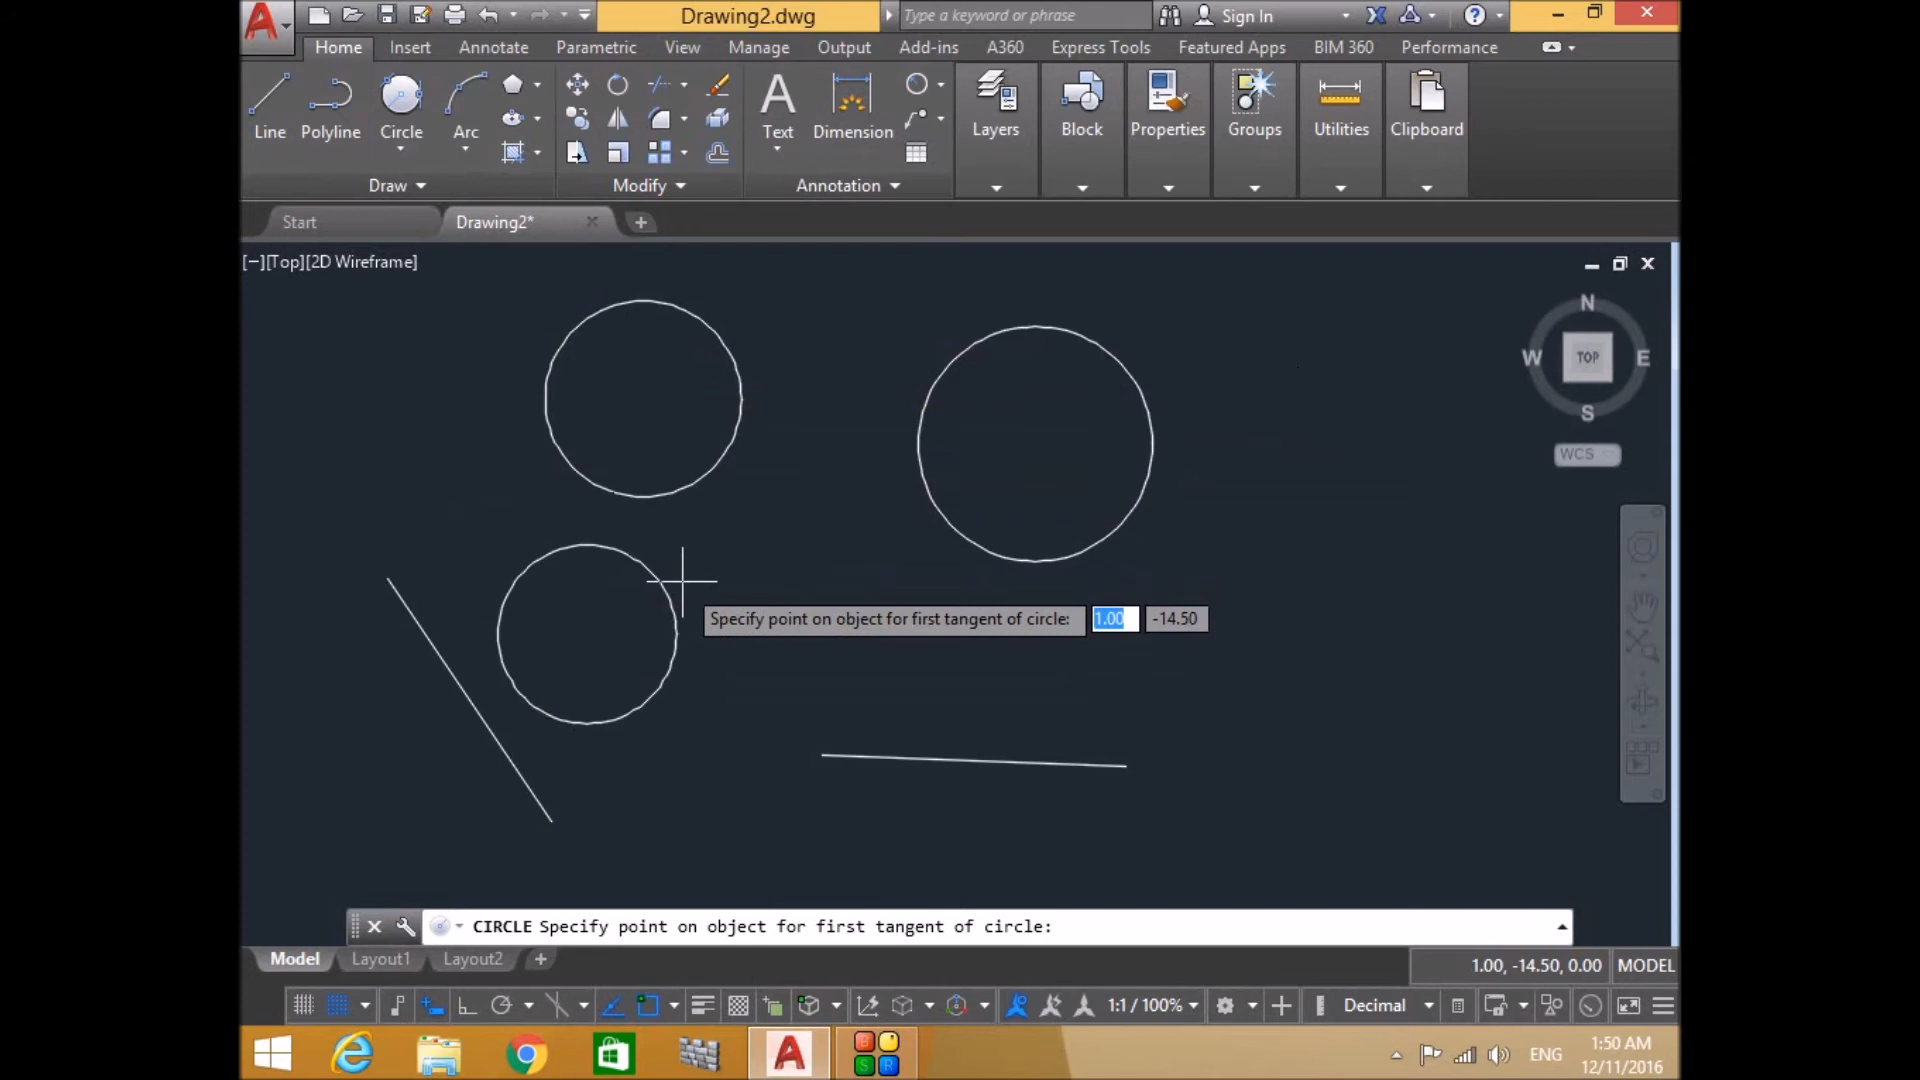 Drawing2.dwg
Type a keyword or phrase
Sign In
Home Insert Annotate Parametric View Manage Output Add-ins A360 Express Tools Featured Apps BIM 360 Performance
Line Polyline Circle Arc Text Dimension Layers Block Properties Groups Utilities Clipboard
Draw Modify Annotation
Start Drawing2*
[−][Top][2D Wireframe]
N
W TOP E
S
WCS
Specify point on object for first tangent of circle: 1.00 -14.50
CIRCLE Specify point on object for first tangent of circle:
Model Layout1 Layout2
1.00, -14.50, 0.00 MODEL
1:1 / 100% Decimal
B
S R
ENG
1:50 AM
12/11/2016